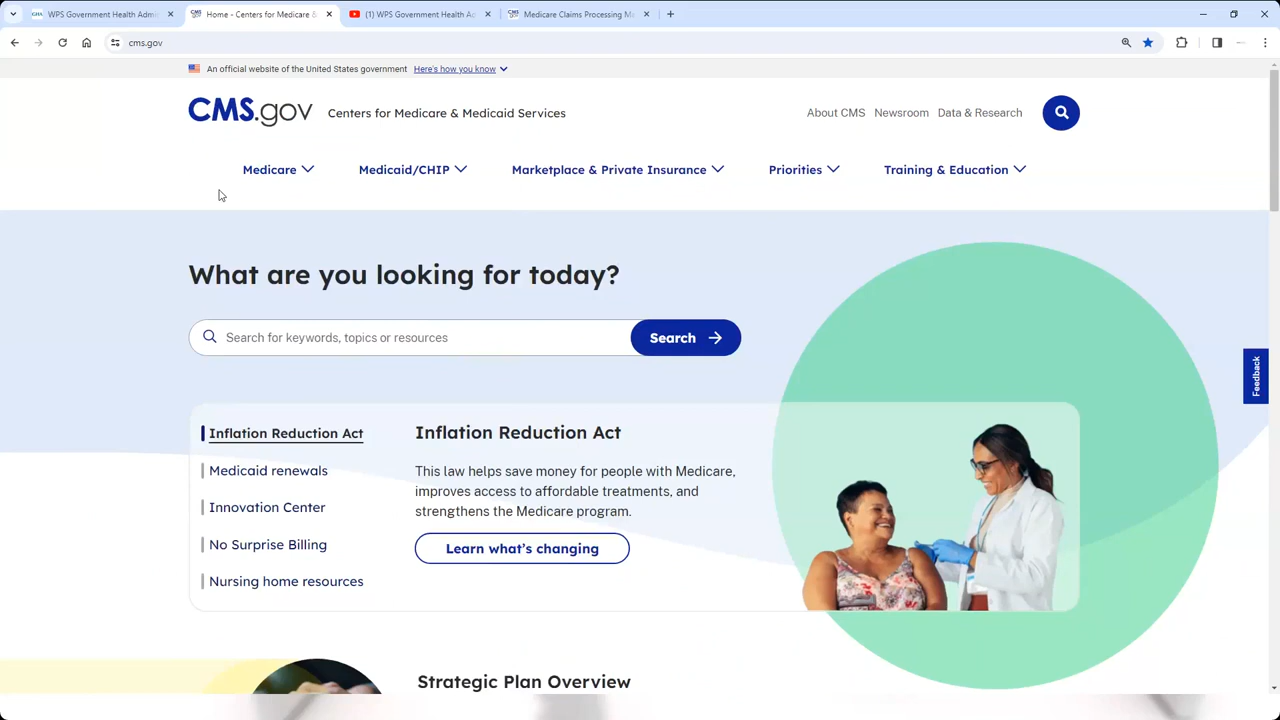 WPS Government Health Admi
Home - Centers for Medicare &
(1) WPS Government Health Ad
Medicare Claims Processing Ma
cms.gov
An official website of the United States government Here's how you know
CMS.gov Centers for Medicare & Medicaid Services
About CMS Newsroom Data & Research
Medicare Medicaid/CHIP Marketplace & Private Insurance Priorities Training & Education
What are you looking for today?
Search for keywords, topics or resources
Search
Feedback
Inflation Reduction Act
Medicaid renewals
Innovation Center
No Surprise Billing
Nursing home resources
Inflation Reduction Act
This law helps save money for people with Medicare,
improves access to affordable treatments, and
strengthens the Medicare program.
Learn what's changing
Strategic Plan Overview